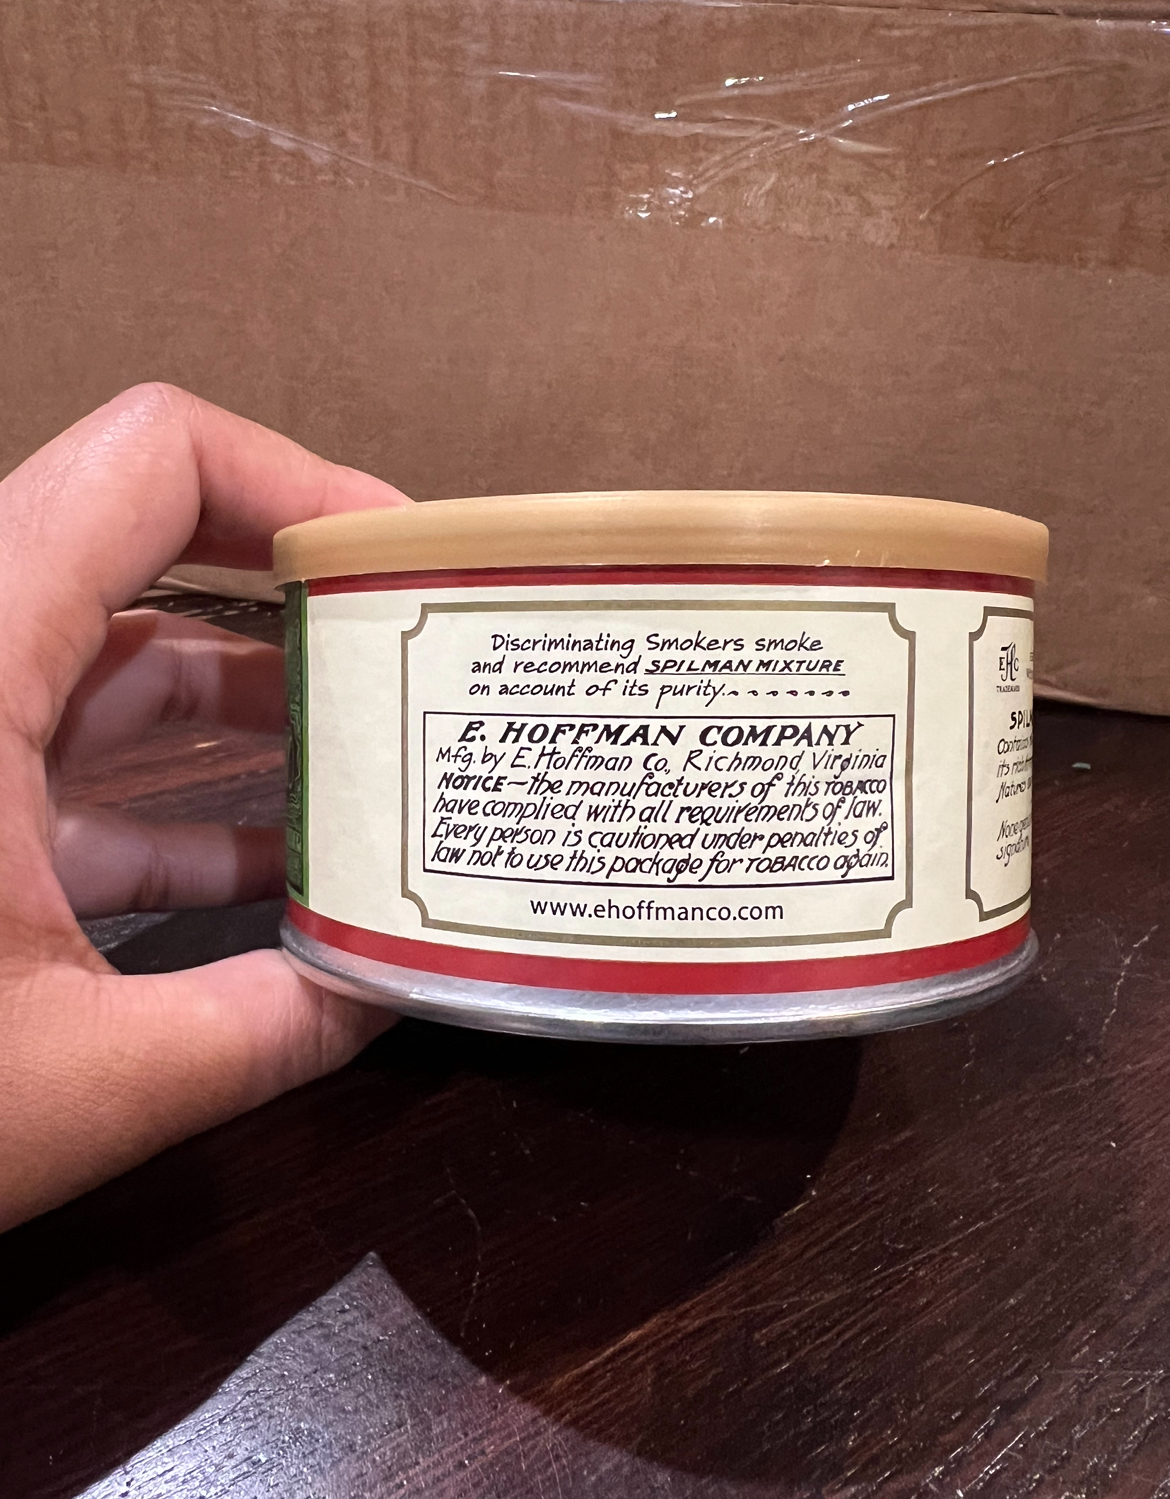 Discriminating Smokers smoke
and recommend SPILMAN MIXTURE
on account of its purity........
E. HOFFMAN COMPANY
Mfg. by E. Hoffman Co., Richmond Virginia
NOTICE—the manufacturers of this TOBACCO
have complied with all requirements of law.
Every person is cautioned under penalties of
law not to use this package for TOBACCO again.
www.ehoffmanco.com
EHC
TRADEMARK